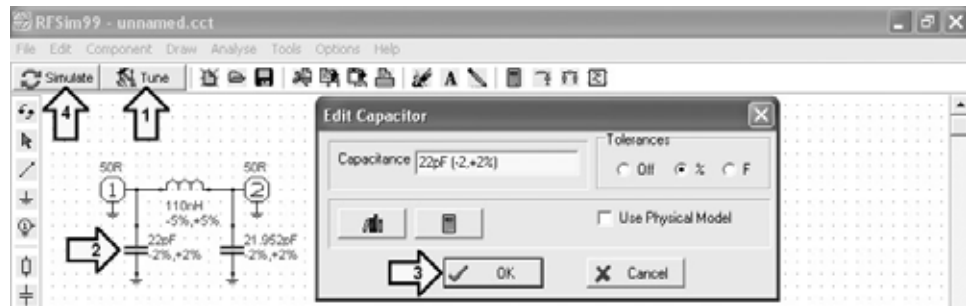 RFSim99 - unnamed.cct
File Edit Component Draw Analyse Tools Options Help
Simulate Tune A
4 1
Edit Capacitor
Capacitance 22pF (-2,+2%)
Tolerances
Off % F
Use Physical Model
3 OK Cancel
50R 50R
1 2
110nH
-5%,+5%
2 22pF 21.952pF
-2%,+2% -2%,+2%